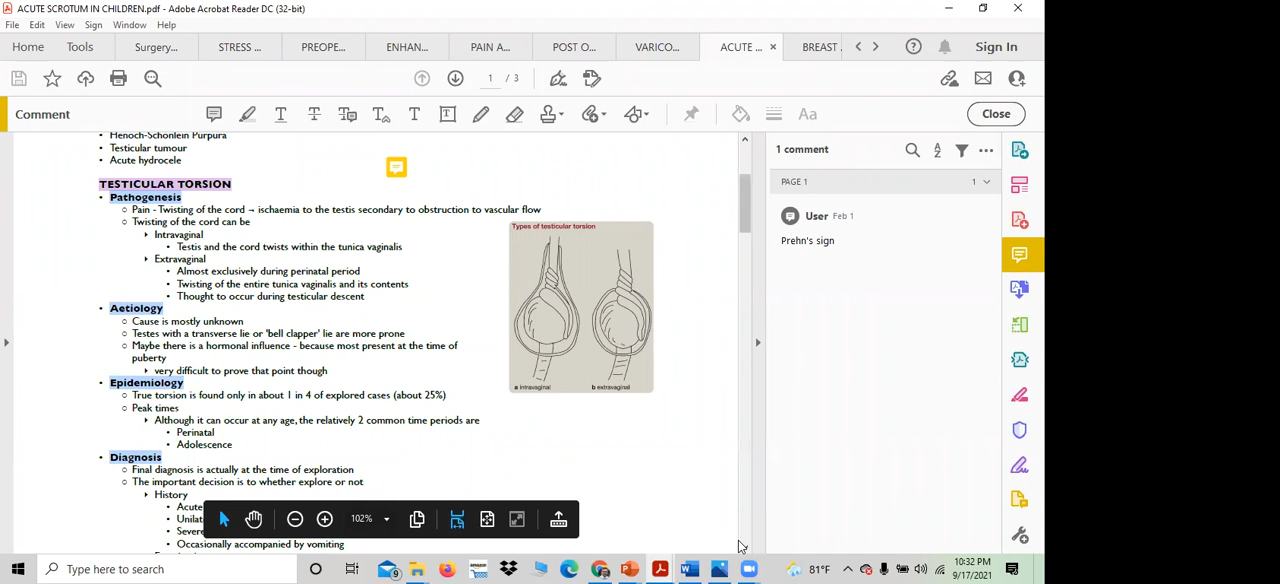 ACUTE SCROTUM IN CHILDREN.pdf - Adobe Acrobat Reader DC (32-bit)
File Edit View Sign Window Help
Home Tools Surgery... STRESS ... PREOPE... ENHAN... PAIN A... POST O... VARICO... ACUTE ... BREAST Sign In
1 / 3
Comment Close
Henoch-Schonlein Purpura
Testicular tumour
Acute hydrocele
TESTICULAR TORSION
Pathogenesis
Pain - Twisting of the cord → ischaemia to the testis secondary to obstruction to vascular flow
Twisting of the cord can be
Intravaginal
Testis and the cord twists within the tunica vaginalis
Extravaginal
Almost exclusively during perinatal period
Twisting of the entire tunica vaginalis and its contents
Thought to occur during testicular descent
Types of testicular torsion
a intravaginal b extravaginal
Aetiology
Cause is mostly unknown
Testes with a transverse lie or 'bell clapper' lie are more prone
Maybe there is a hormonal influence - because most present at the time of
puberty
very difficult to prove that point though
Epidemiology
True torsion is found only in about 1 in 4 of explored cases (about 25%)
Peak times
Although it can occur at any age, the relatively 2 common time periods are
Perinatal
Adolescence
Diagnosis
Final diagnosis is actually at the time of exploration
The important decision is to whether explore or not
History
Occasionally accompanied by vomiting
102%
1 comment
PAGE 1 1
User Feb 1
Prehn's sign
Type here to search
9
81°F
10:32 PM
9/17/2021